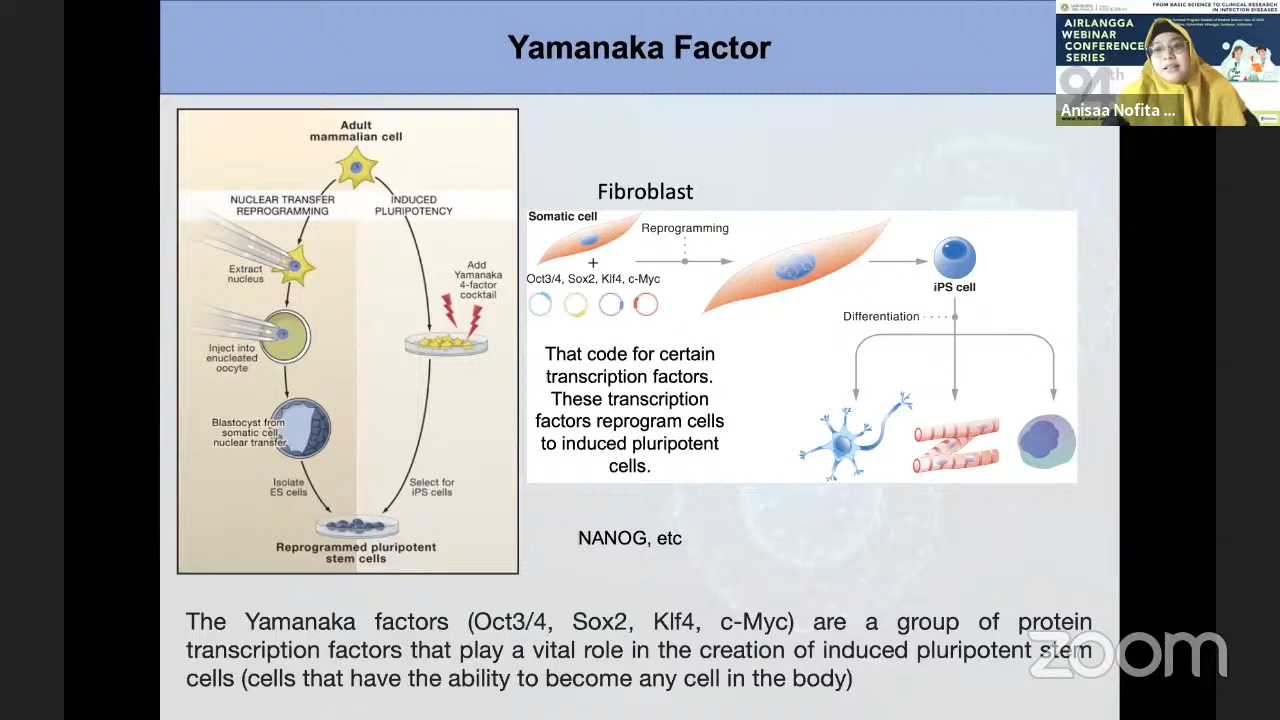 Yamanaka Factor
FROM BASIC SCIENCE TO CLINICAL RESEARCH
IN INFECTION DISEASES
AIRLANGGA
WEBINAR
CONFERENCE
SERIES
94th
Anisaa Nofita ...
Adult
mammalian cell
NUCLEAR TRANSFER
REPROGRAMMING
INDUCED
PLURIPOTENCY
Extract
nucleus
Add
Yamanaka
4-factor
cocktail
Inject into
enucleated
oocyte
Blastocyst from
somatic cell
nuclear transfer
Isolate
ES cells
Select for
iPS cells
Reprogrammed pluripotent
stem cells
Fibroblast
Somatic cell
Reprogramming
+
Oct3/4, Sox2, Klf4, c-Myc
iPS cell
Differentiation
That code for certain
transcription factors.
These transcription
factors reprogram cells
to induced pluripotent
cells.
NANOG, etc
The Yamanaka factors (Oct3/4, Sox2, Klf4, c-Myc) are a group of protein
transcription factors that play a vital role in the creation of induced pluripotent stem
cells (cells that have the ability to become any cell in the body)
zoom